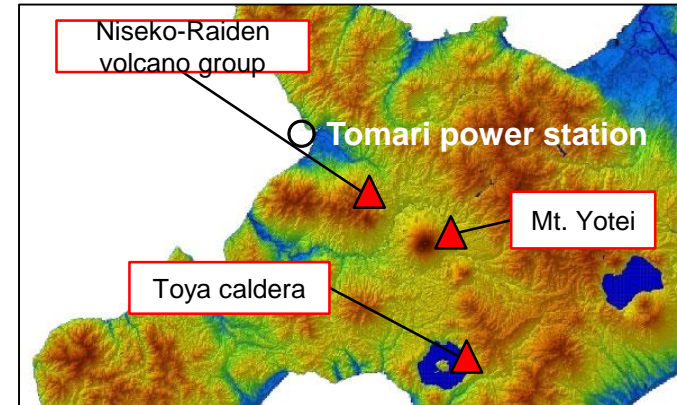 Niseko-Raiden
volcano group
Tomari power station
Mt. Yotei
Toya caldera